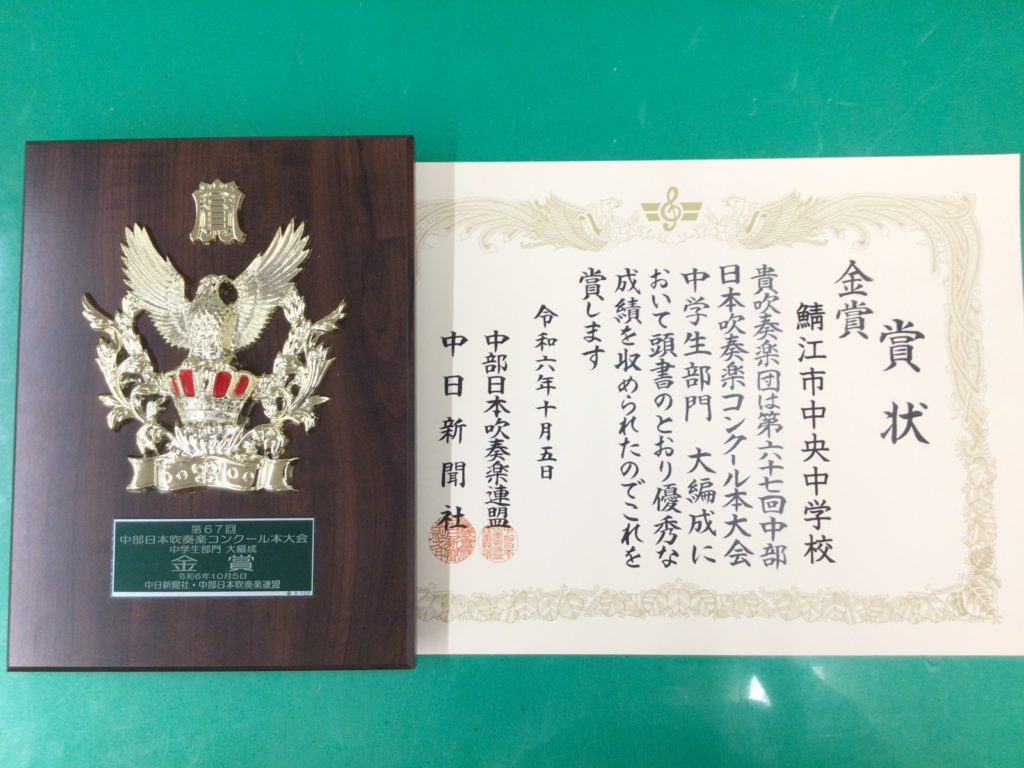 第67回
中部日本吹奏楽コンクール本大会
中学生部門 大編成
金賞
令和6年10月5日
中日新聞社・中部日本吹奏楽連盟
賞状
金賞
鯖江市中央中学校
貴吹奏楽団は第六十七回中部
日本吹奏楽コンクール本大会
中学生部門 大編成に
おいて頭書のとおり優秀な
成績を収められたのでこれを
賞します
令和六年十月五日
中部日本吹奏楽連盟
中日新聞社